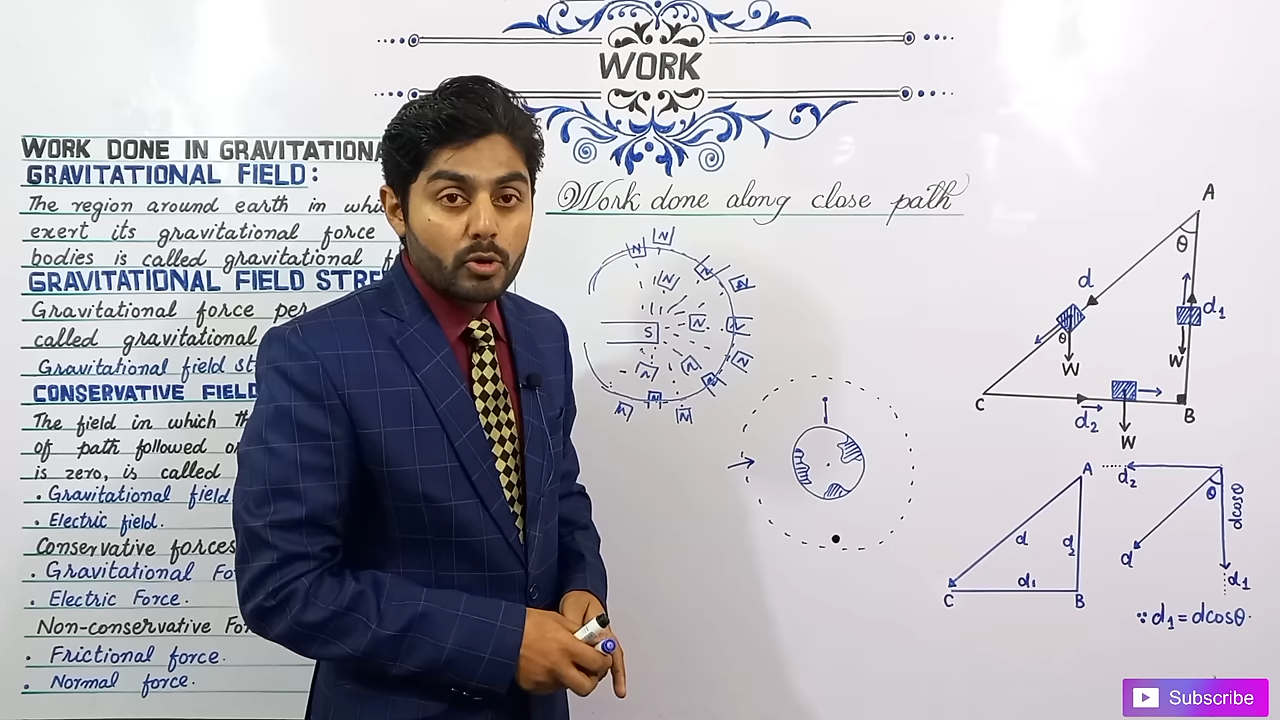 WORK
WORK DONE IN GRAVITATIONA
GRAVITATIONAL FIELD:
The region around earth in whi
exert its gravitational force
bodies is called gravitational f
GRAVITATIONAL FIELD STRE
Gravitational force per
called gravitational
Gravitational field st
CONSERVATIVE FIELD
The field in which th
of path followed or
is zero, is called
• Gravitational field
• Electric field.
Conservative forces
• Gravitational Fo
• Electric Force.
Non-conservative For
• Frictional force.
• Normal force.
Work done along close path
N N
N N N
N
S N N
N N N
N N N
N
A
θ
d
d1
θ
W W
C B
d2
W
A
d d2
d1
C B
d2
θ
dcosθ
d
d1
∵ d1 = dcosθ.
Subscribe